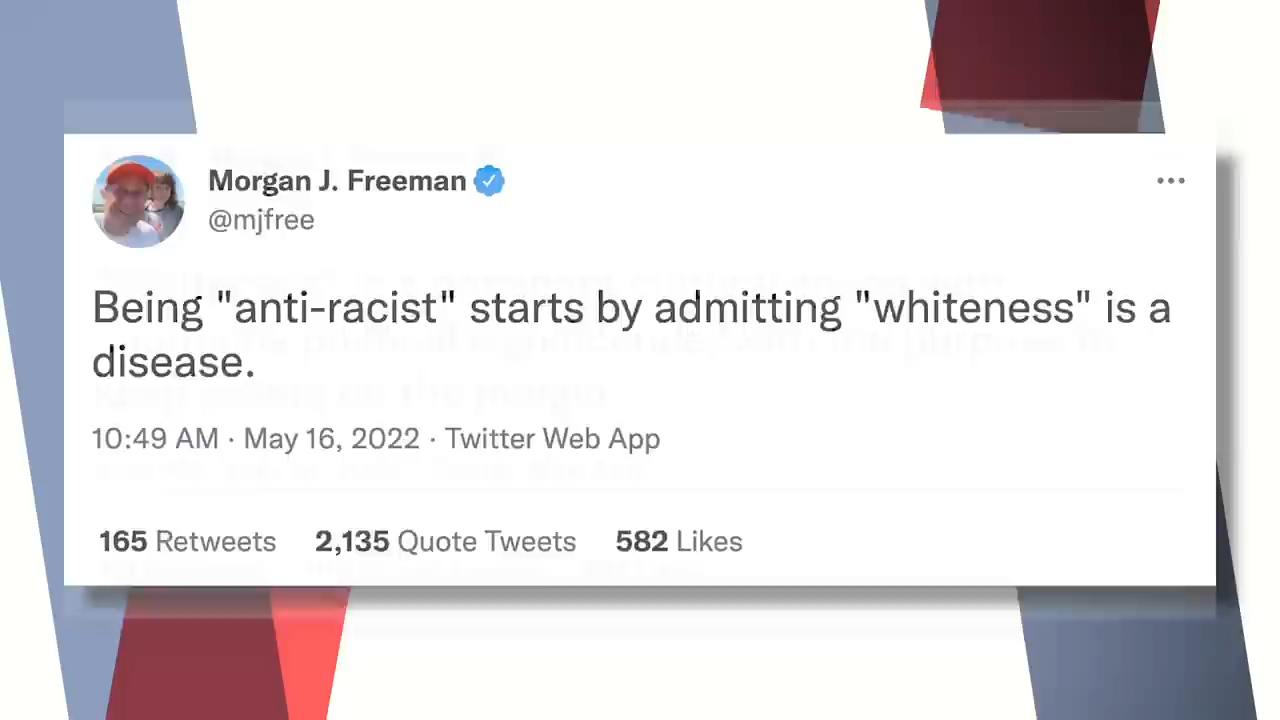 Morgan J. Freeman
@mjfree
Being "anti-racist" starts by admitting "whiteness" is a
disease.
10:49 AM · May 16, 2022 · Twitter Web App
165 Retweets 2,135 Quote Tweets 582 Likes